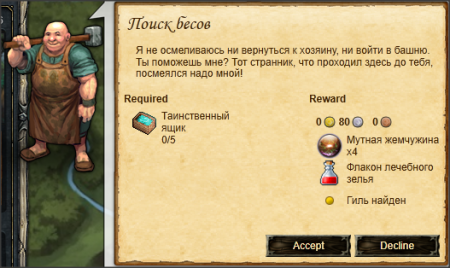 Поиск бесов
Я не осмеливаюсь ни вернуться к хозяину, ни войти в башню.
Ты поможешь мне? Тот странник, что проходил здесь до тебя,
посмеялся надо мной!
Required
Таинственный
ящик
0/5
Reward
0 80 0
Мутная жемчужина
x4
Флакон лечебного
зелья
Гиль найден
Accept
Decline